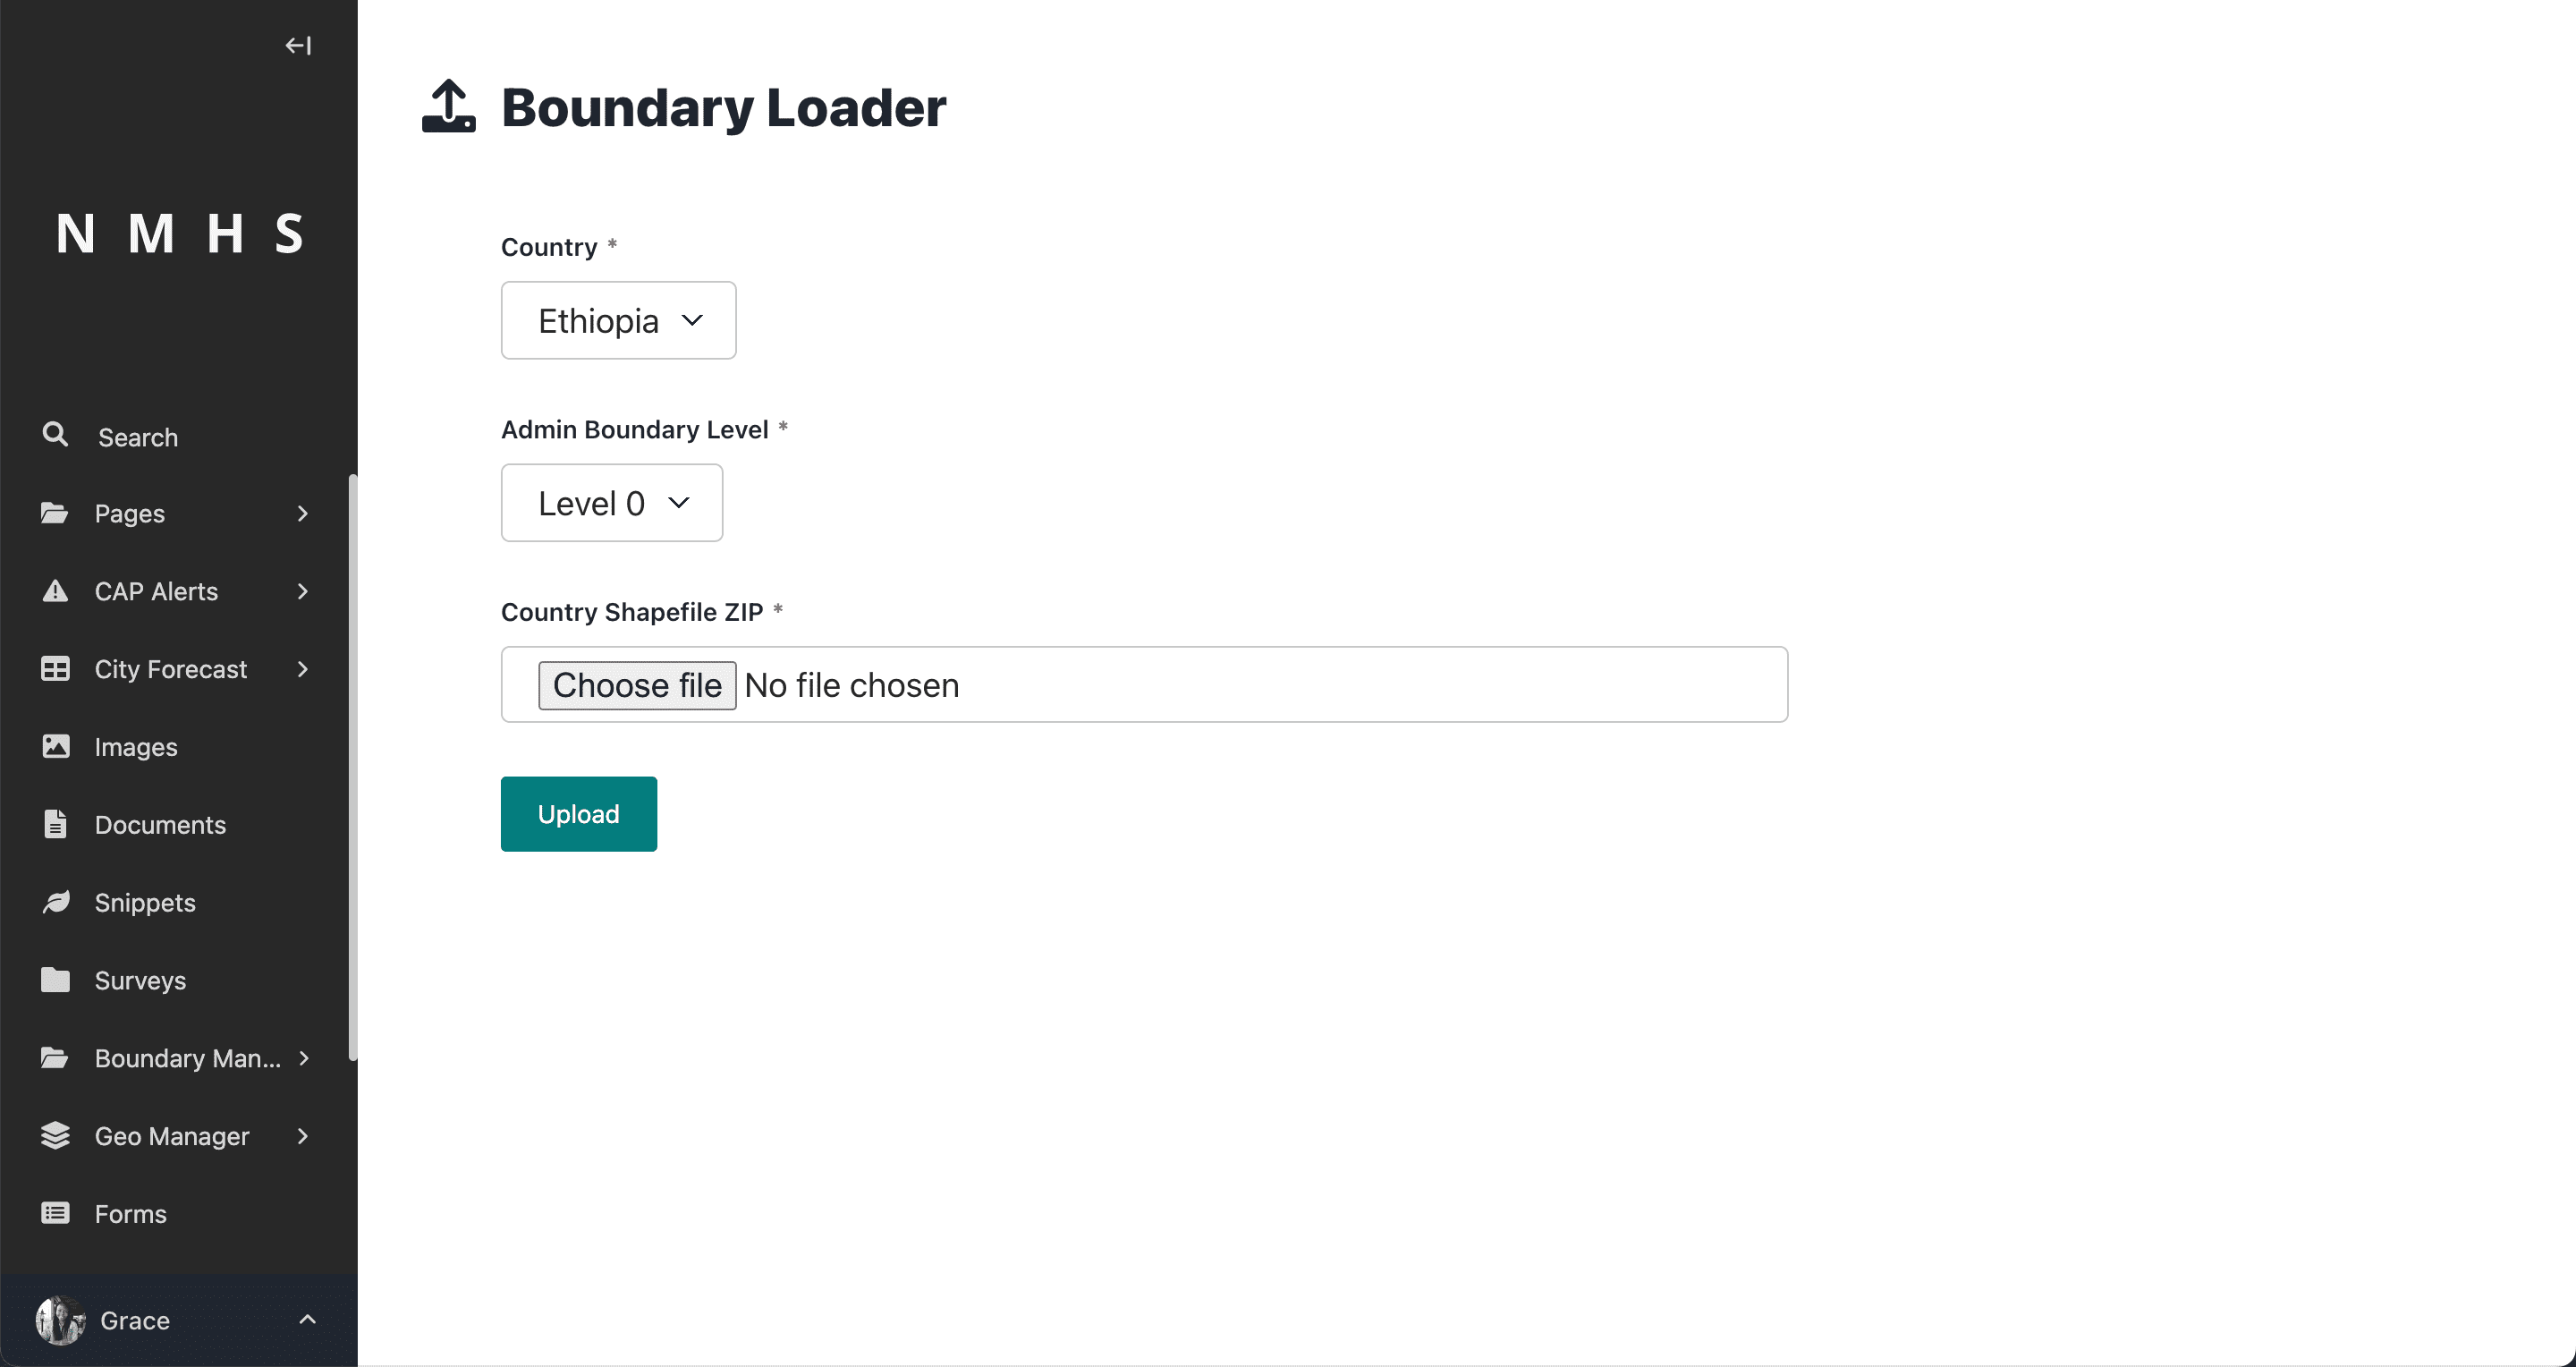 N M H S
Search
Pages
CAP Alerts
City Forecast
Images
Documents
Snippets
Surveys
Boundary Man...
Geo Manager
Forms
Grace
Boundary Loader
Country *
Ethiopia
Admin Boundary Level *
Level 0
Country Shapefile ZIP *
Choose file No file chosen
Upload